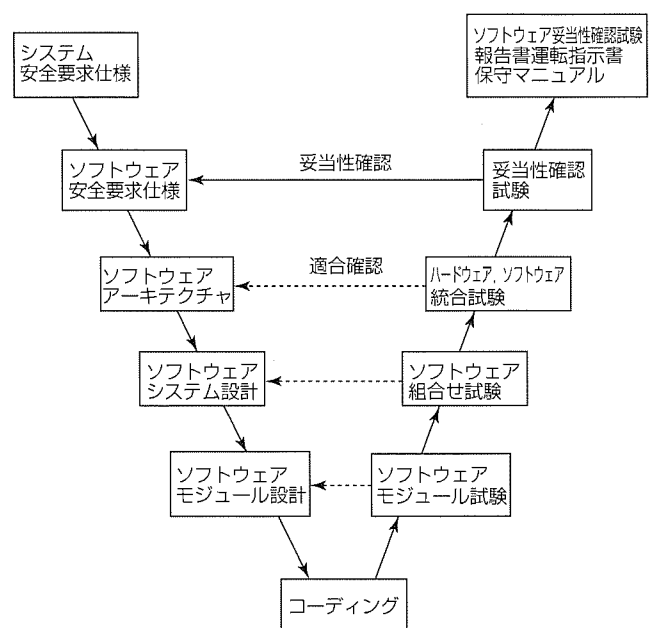 システム
安全要求仕様
ソフトウェア妥当性確認試験
報告書運転指示書
保守マニュアル
ソフトウェア
安全要求仕様
妥当性確認
妥当性確認
試験
ソフトウェア
アーキテクチャ
適合確認
ハードウェア,ソフトウェア
統合試験
ソフトウェア
システム設計
ソフトウェア
組合せ試験
ソフトウェア
モジュール設計
ソフトウェア
モジュール試験
コーディング